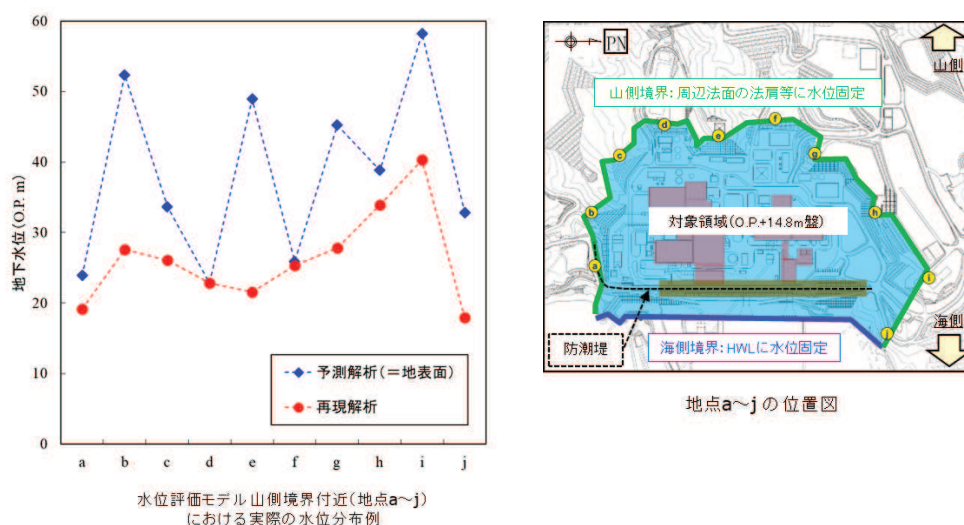 地下水位(O.P. m)
60
50
40
30
20
10
0
a b c d e f g h i j
予測解析(=地表面)
再現解析
水位評価モデル山側境界付近(地点a~j)
における実際の水位分布例
PN
山側
山側境界:周辺法面の法肩等に水位固定
a
b
c
d
e
f
g
h
i
j
対象領域(O.P.+14.8m盤)
防潮堤
海側境界:HWLに水位固定
海側
地点a~jの位置図